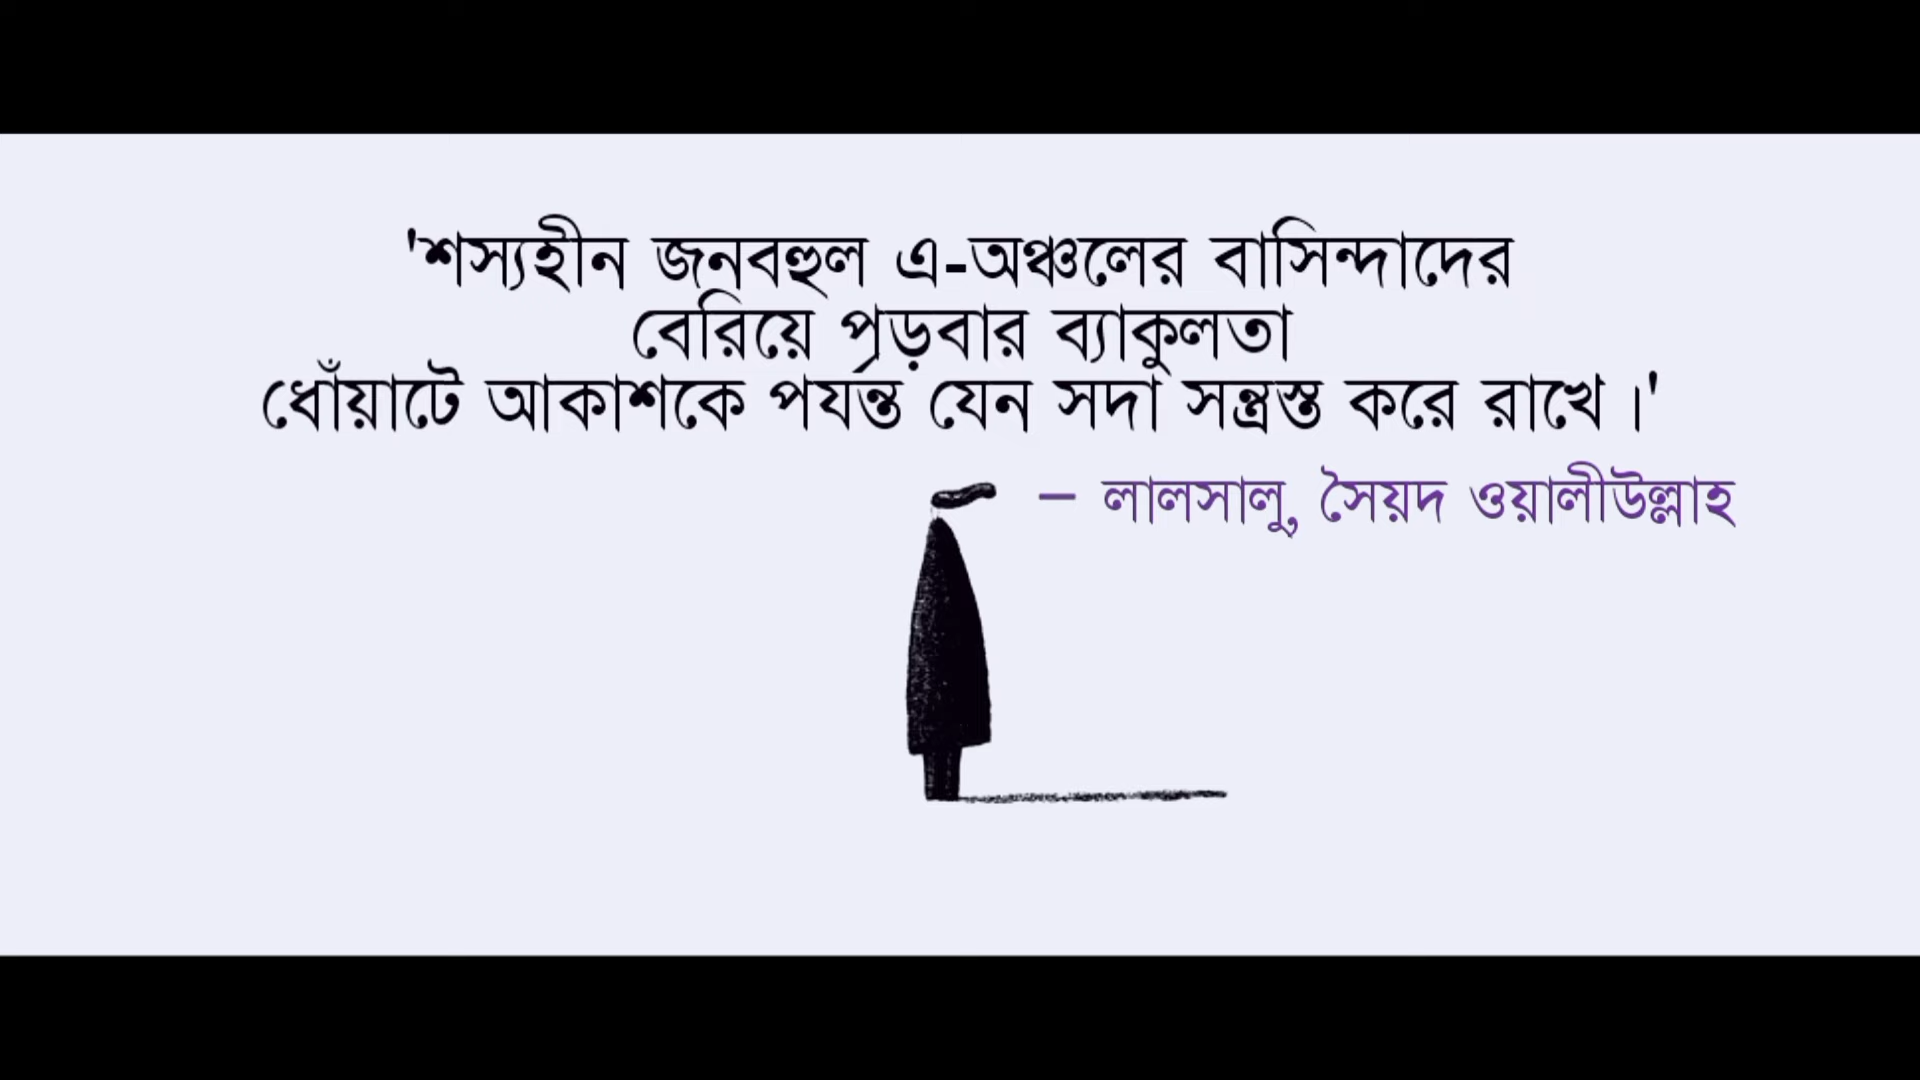 'শস্যহীন জনবহুল এ-অঞ্চলের বাসিন্দাদের
বেরিয়ে পড়বার ব্যাকুলতা
ধোঁয়াটে আকাশকে পর্যন্ত যেন সদা সন্ত্রস্ত করে রাখে।'
– লালসালু, সৈয়দ ওয়ালীউল্লাহ